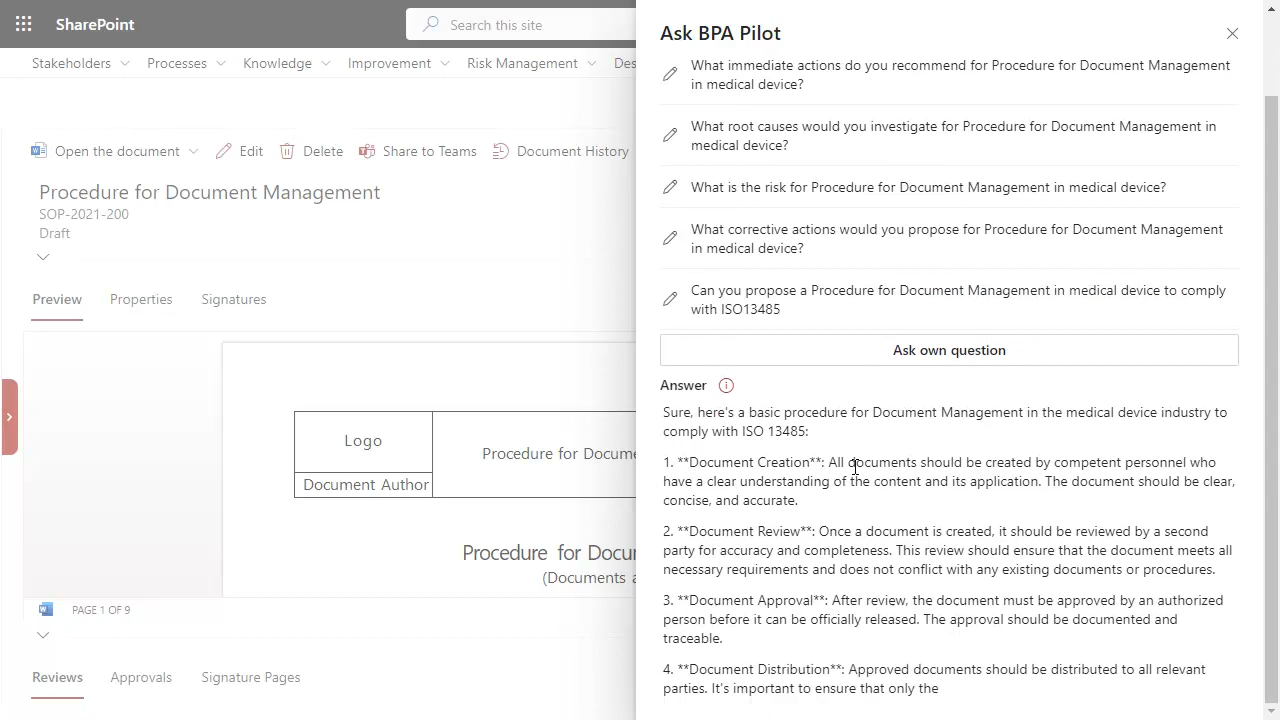 SharePoint
Search this site
Stakeholders
Processes
Knowledge
Improvement
Risk Management
Des
Open the document
Edit
Delete
Share to Teams
Document History
Procedure for Document Management
SOP-2021-200
Draft
Preview
Properties
Signatures
Logo
Document Author
Procedure for Docume
Procedure for Docur
(Documents a
PAGE 1 OF 9
Reviews
Approvals
Signature Pages
Ask BPA Pilot
What immediate actions do you recommend for Procedure for Document Management
in medical device?
What root causes would you investigate for Procedure for Document Management in
medical device?
What is the risk for Procedure for Document Management in medical device?
What corrective actions would you propose for Procedure for Document Management
in medical device?
Can you propose a Procedure for Document Management in medical device to comply
with ISO13485
Ask own question
Answer
Sure, here's a basic procedure for Document Management in the medical device industry to
comply with ISO 13485:
1. **Document Creation**: All documents should be created by competent personnel who
have a clear understanding of the content and its application. The document should be clear,
concise, and accurate.
2. **Document Review**: Once a document is created, it should be reviewed by a second
party for accuracy and completeness. This review should ensure that the document meets all
necessary requirements and does not conflict with any existing documents or procedures.
3. **Document Approval**: After review, the document must be approved by an authorized
person before it can be officially released. The approval should be documented and
traceable.
4. **Document Distribution**: Approved documents should be distributed to all relevant
parties. It's important to ensure that only the